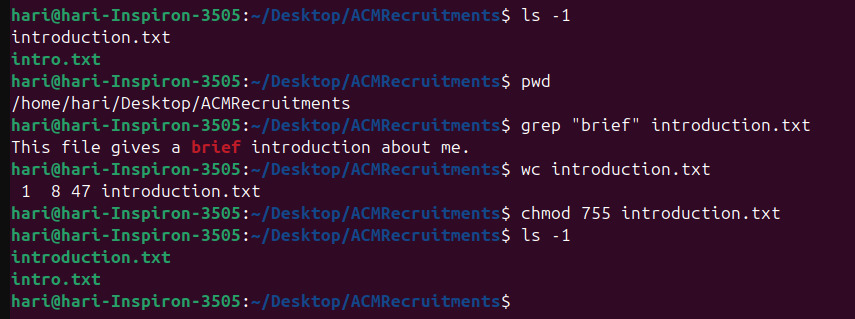 hari@hari-Inspiron-3505:~/Desktop/ACMRecruitments$ ls -1
introduction.txt
intro.txt
hari@hari-Inspiron-3505:~/Desktop/ACMRecruitments$ pwd
/home/hari/Desktop/ACMRecruitments
hari@hari-Inspiron-3505:~/Desktop/ACMRecruitments$ grep "brief" introduction.txt
This file gives a brief introduction about me.
hari@hari-Inspiron-3505:~/Desktop/ACMRecruitments$ wc introduction.txt
 1  8 47 introduction.txt
hari@hari-Inspiron-3505:~/Desktop/ACMRecruitments$ chmod 755 introduction.txt
hari@hari-Inspiron-3505:~/Desktop/ACMRecruitments$ ls -1
introduction.txt
intro.txt
hari@hari-Inspiron-3505:~/Desktop/ACMRecruitments$